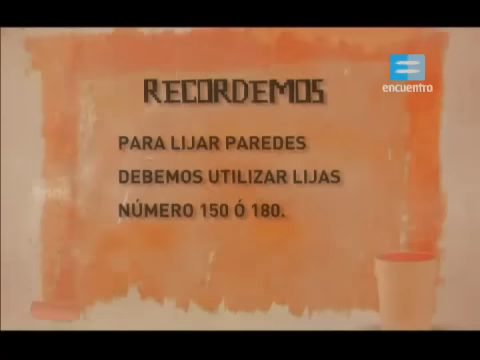 encuentro
RECORDEMOS
PARA LIJAR PAREDES
DEBEMOS UTILIZAR LIJAS
NÚMERO 150 Ó 180.